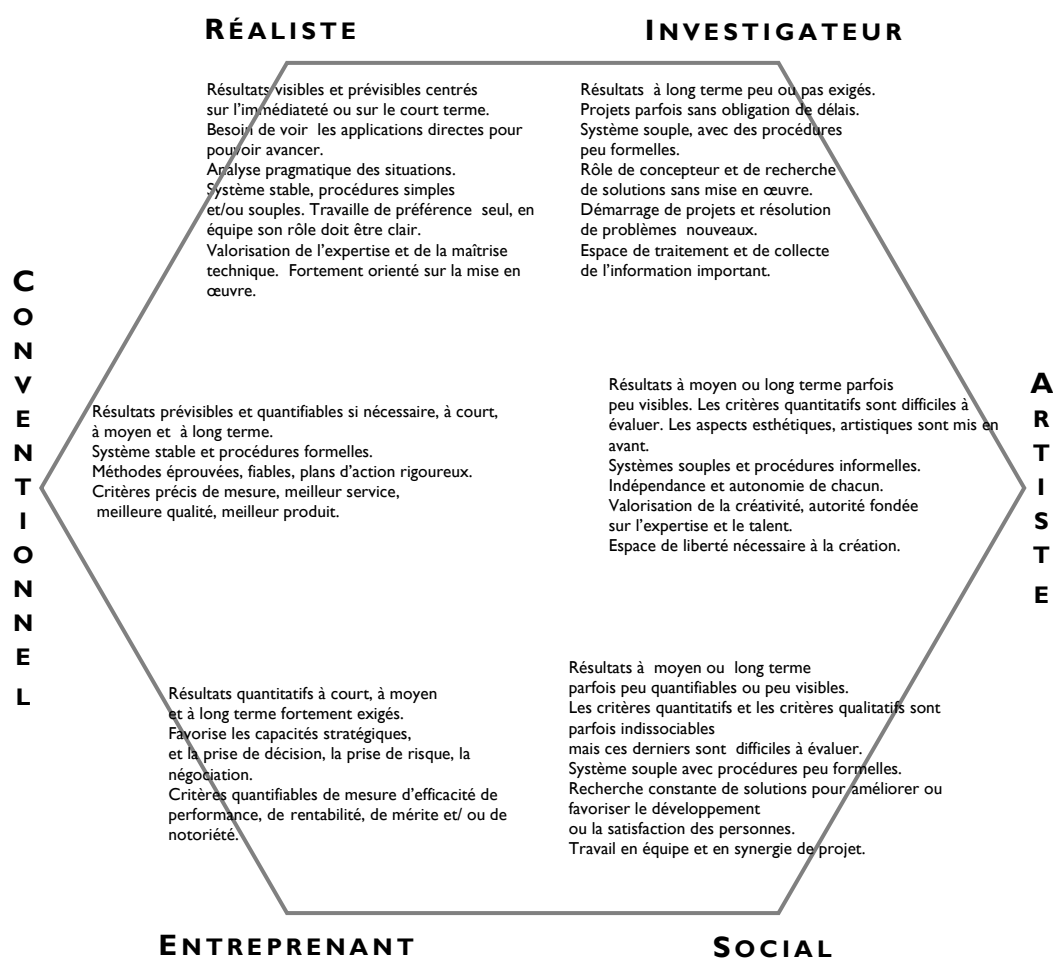 RÉALISTE
INVESTIGATEUR
Résultats visibles et prévisibles centrés
sur l’immédiateté ou sur le court terme.
Besoin de voir les applications directes pour
pouvoir avancer.
Analyse pragmatique des situations.
Système stable, procédures simples
et/ou souples. Travaille de préférence seul, en
équipe son rôle doit être clair.
Valorisation de l’expertise et de la maîtrise
technique. Fortement orienté sur la mise en
œuvre.
Résultats à long terme peu ou pas exigés.
Projets parfois sans obligation de délais.
Système souple, avec des procédures
peu formelles.
Rôle de concepteur et de recherche
de solutions sans mise en œuvre.
Démarrage de projets et résolution
de problèmes nouveaux.
Espace de traitement et de collecte
de l’information important.
CONVENTIONNEL
Résultats prévisibles et quantifiables si nécessaire, à court,
à moyen et à long terme.
Système stable et procédures formelles.
Méthodes éprouvées, fiables, plans d’action rigoureux.
Critères précis de mesure, meilleur service,
meilleure qualité, meilleur produit.
Résultats à moyen ou long terme parfois
peu visibles. Les critères quantitatifs sont difficiles à
évaluer. Les aspects esthétiques, artistiques sont mis en
avant.
Systèmes souples et procédures informelles.
Indépendance et autonomie de chacun.
Valorisation de la créativité, autorité fondée
sur l’expertise et le talent.
Espace de liberté nécessaire à la création.
ARTISTE
Résultats quantitatifs à court, à moyen
et à long terme fortement exigés.
Favorise les capacités stratégiques,
et la prise de décision, la prise de risque, la
négociation.
Critères quantifiables de mesure d’efficacité de
performance, de rentabilité, de mérite et/ ou de
notoriété.
Résultats à moyen ou long terme
parfois peu quantifiables ou peu visibles.
Les critères quantitatifs et les critères qualitatifs sont
parfois indissociables
mais ces derniers sont difficiles à évaluer.
Système souple avec procédures peu formelles.
Recherche constante de solutions pour améliorer ou
favoriser le développement
ou la satisfaction des personnes.
Travail en équipe et en synergie de projet.
ENTREPRENANT
SOCIAL